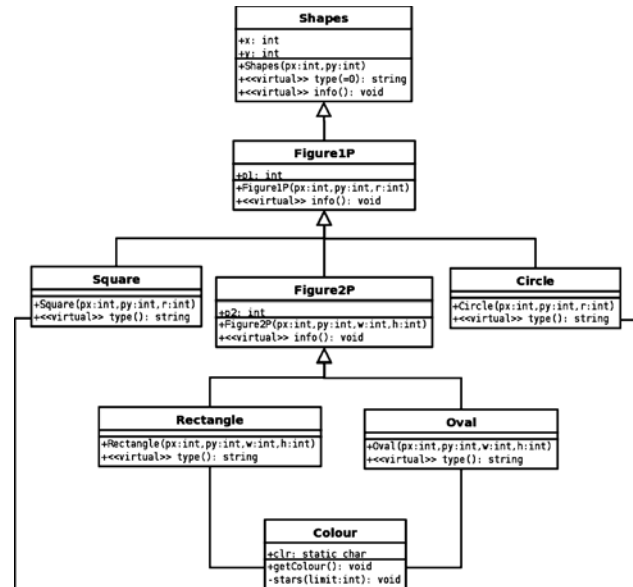 Shapes
+x: int
+y: int
+Shapes(px:int,py:int)
+<<virtual>> type(=0): string
+<<virtual>> info(): void
Figure1P
+p1: int
+Figure1P(px:int,py:int,r:int)
+<<virtual>> info(): void
Square
+Square(px:int,py:int,r:int)
+<<virtual>> type(): string
Figure2P
+p2: int
+Figure2P(px:int,py:int,w:int,h:int)
+<<virtual>> info(): void
Circle
+Circle(px:int,py:int,r:int)
+<<virtual>> type(): string
Rectangle
+Rectangle(px:int,py:int,w:int,h:int)
+<<virtual>> type(): string
Oval
+Oval(px:int,py:int,w:int,h:int)
+<<virtual>> type(): string
Colour
+clr: static char
+getColour(): void
-stars(limit:int): void